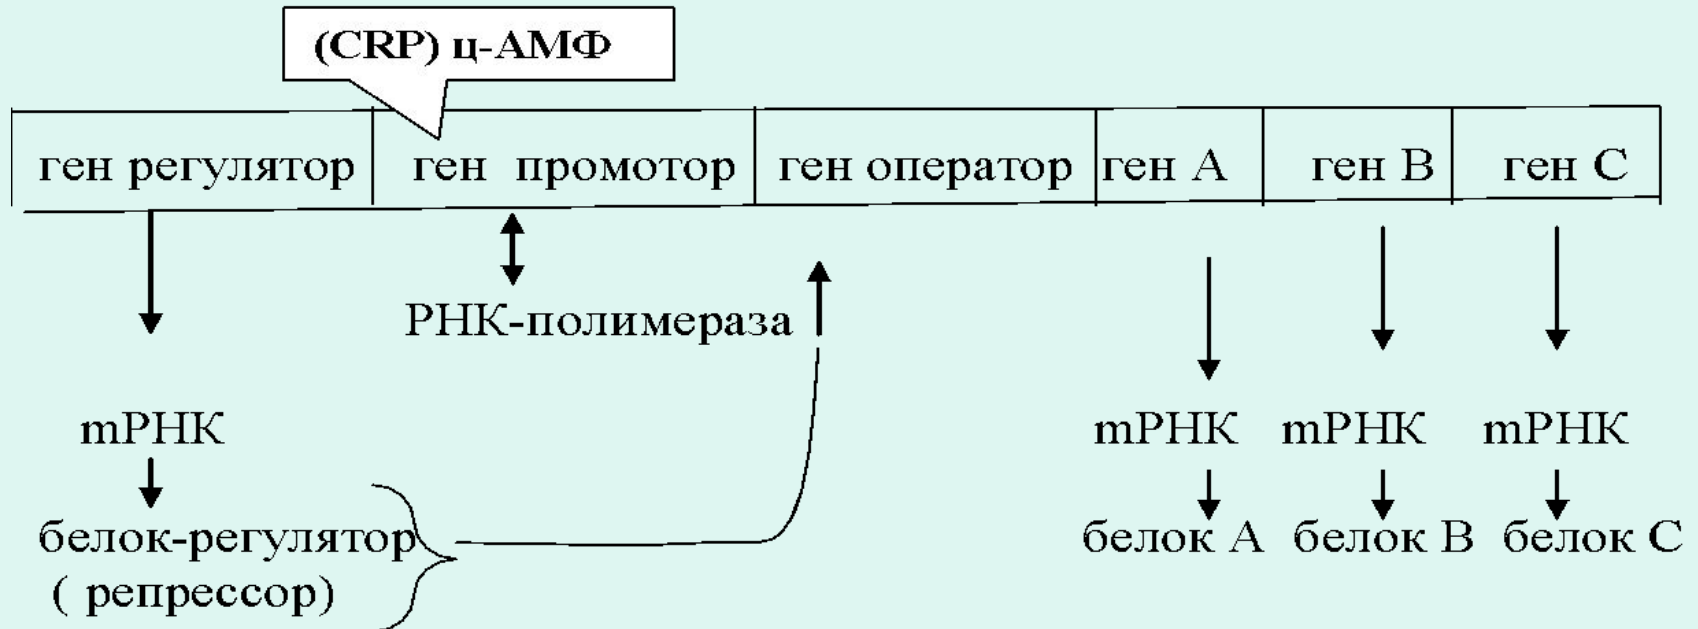 (CRP) ц-АМФ
ген регулятор ген промотор ген оператор ген А ген В ген С
РНК-полимераза
mРНК mРНК mРНК mРНК
белок-регулятор белок А белок В белок С
( репрессор)